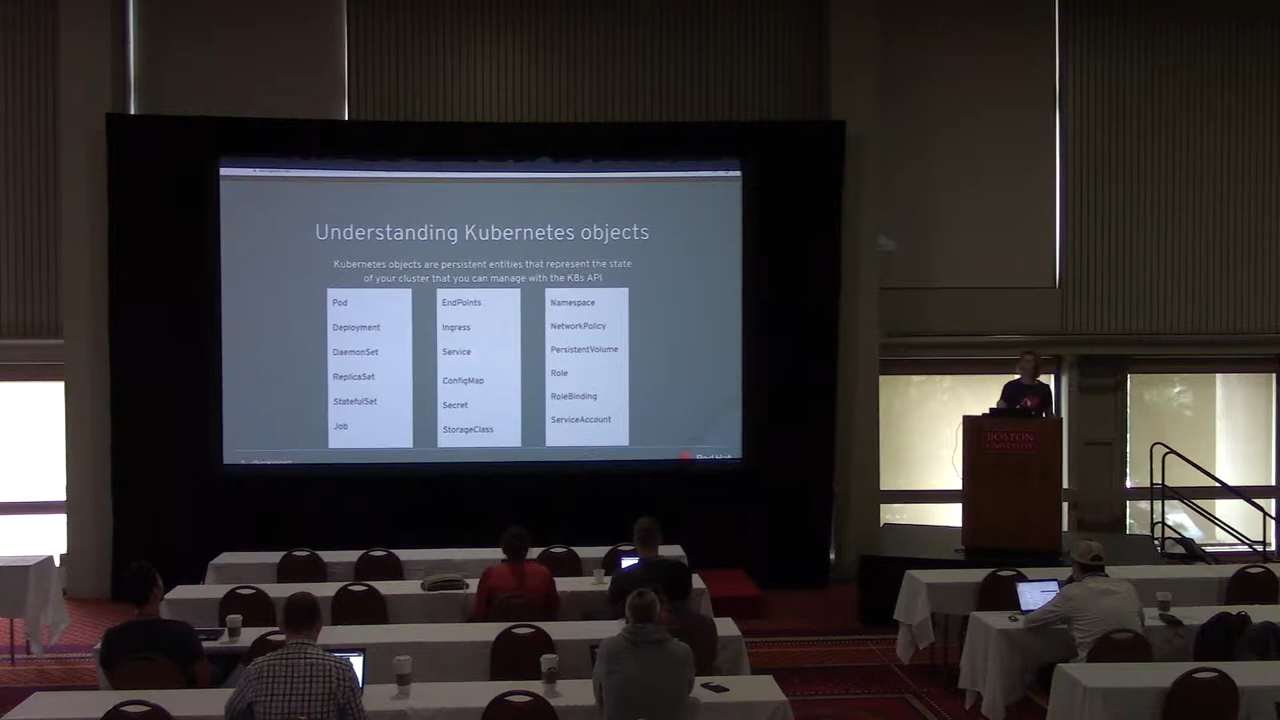 Understanding Kubernetes objects
Kubernetes objects are persistent entities that represent the state
of your cluster that you can manage with the K8s API
Pod
Deployment
DaemonSet
ReplicaSet
StatefulSet
Job
EndPoints
Ingress
Service
ConfigMap
Secret
StorageClass
Namespace
NetworkPolicy
PersistentVolume
Role
RoleBinding
ServiceAccount
Red Hat
BOSTON
UNIVERSITY